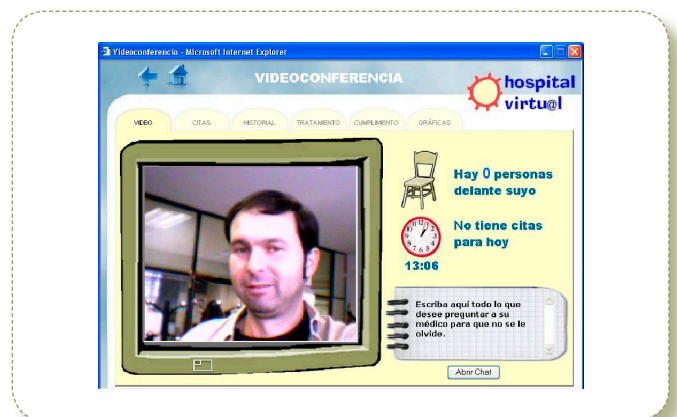 Videoconferencia - Microsoft Internet Explorer
VIDEOCONFERENCIA
hospital
virtu@l
VIDEO
CITAS
HISTORIAL
TRATAMIENTO
CUMPLIMIENTO
GRÁFICAS
Hay 0 personas
delante suyo
No tiene citas
para hoy
13:06
Escriba aquí todo lo que
desee preguntar a su
médico para que no se le
olvide.
Abrir Chat